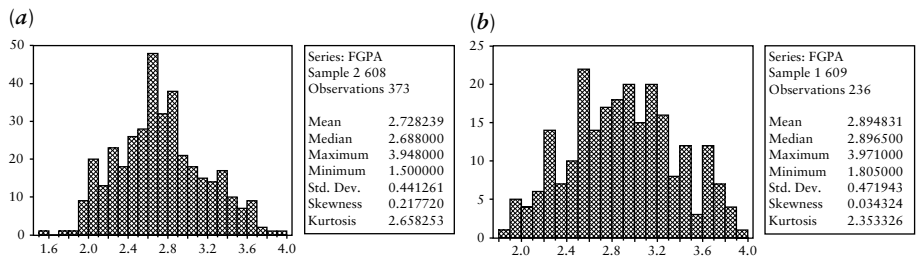 (a)
50
40
30
20
10
0
1.6 2.0 2.4 2.8 3.2 3.6 4.0
Series: FGPA
Sample 2 608
Observations 373
Mean 2.728239
Median 2.688000
Maximum 3.948000
Minimum 1.500000
Std. Dev. 0.441261
Skewness 0.217720
Kurtosis 2.658253
(b)
25
20
15
10
5
0
2.0 2.4 2.8 3.2 3.6 4.0
Series: FGPA
Sample 1 609
Observations 236
Mean 2.894831
Median 2.896500
Maximum 3.971000
Minimum 1.805000
Std. Dev. 0.471943
Skewness 0.034324
Kurtosis 2.353326